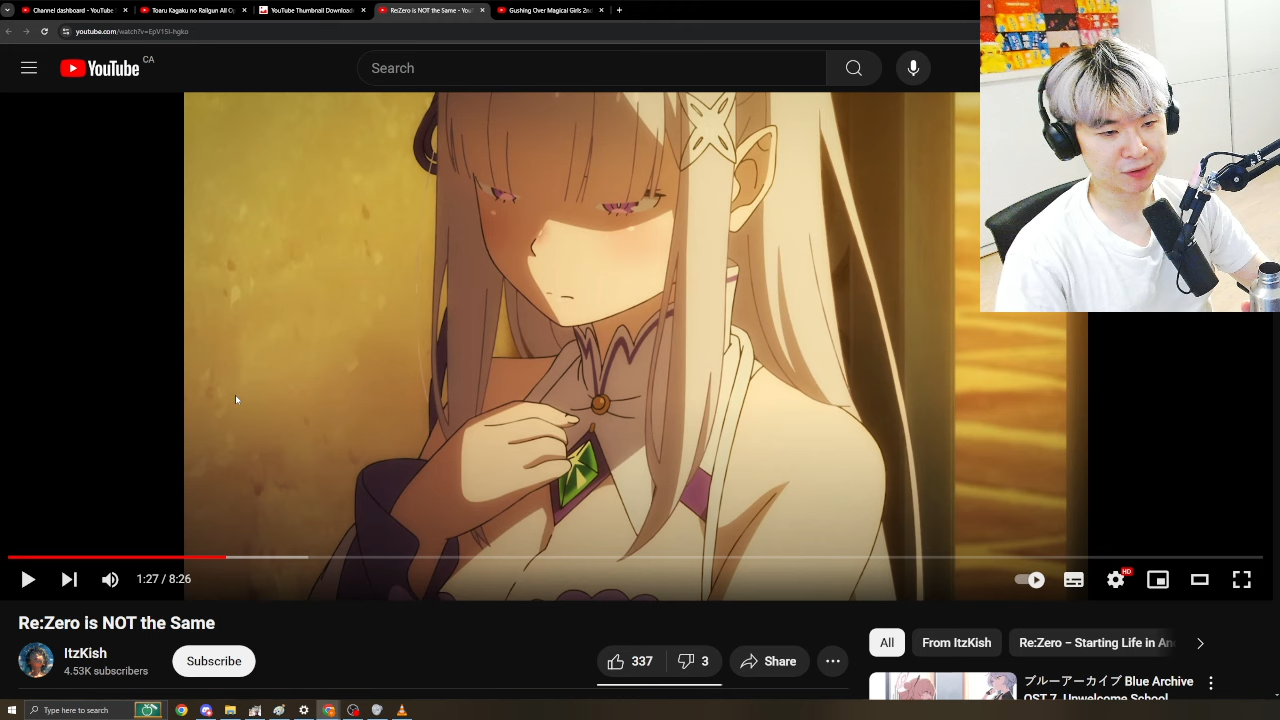 Channel dashboard - YouTube
Toaru Kagaku no Railgun All O
YouTube Thumbnail Download
Re:Zero is NOT the Same - You
Gushing Over Magical Girls 2nd
youtube.com/watch?v=EpV15I-hgko
YouTube CA
Search
1:27 / 8:26
HD
Re:Zero is NOT the Same
ItzKish
4.53K subscribers
Subscribe
337
3
Share
All
From ItzKish
Re:Zero − Starting Life in An
ブルーアーカイブ Blue Archive
OST 7. Unwelcome School
Type here to search